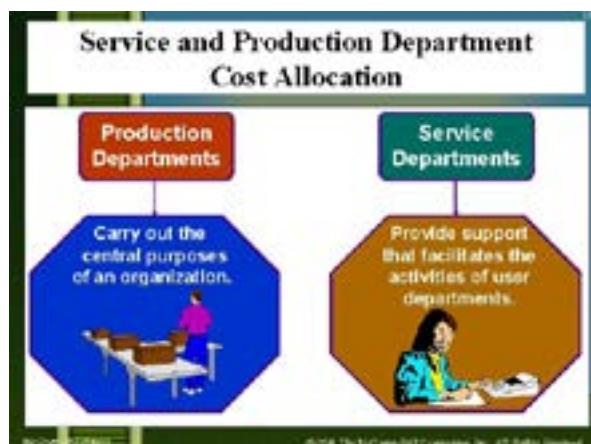 Service and Production Department
Cost Allocation
Production
Departments
Service
Departments
Carry out the
central purposes
of an organization.
Provide support
that facilitates the
activities of user
departments.